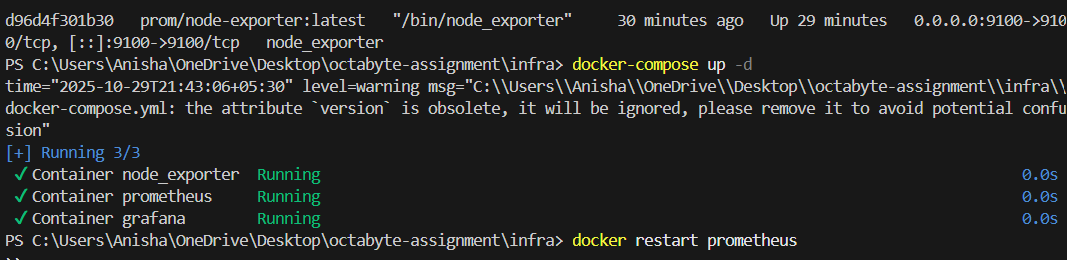 d96d4f301b30   prom/node-exporter:latest   "/bin/node_exporter"     30 minutes ago   Up 29 minutes   0.0.0.0:9100->910
0/tcp, [::]:9100->9100/tcp   node_exporter
PS C:\Users\Anisha\OneDrive\Desktop\octabyte-assignment\infra> docker-compose up -d
time="2025-10-29T21:43:06+05:30" level=warning msg="C:\\Users\\Anisha\\OneDrive\\Desktop\\octabyte-assignment\\infra\\
docker-compose.yml: the attribute `version` is obsolete, it will be ignored, please remove it to avoid potential confu
sion"
[+] Running 3/3
 ✓ Container node_exporter  Running                                                                               0.0s
 ✓ Container prometheus     Running                                                                               0.0s
 ✓ Container grafana        Running                                                                               0.0s
PS C:\Users\Anisha\OneDrive\Desktop\octabyte-assignment\infra> docker restart prometheus